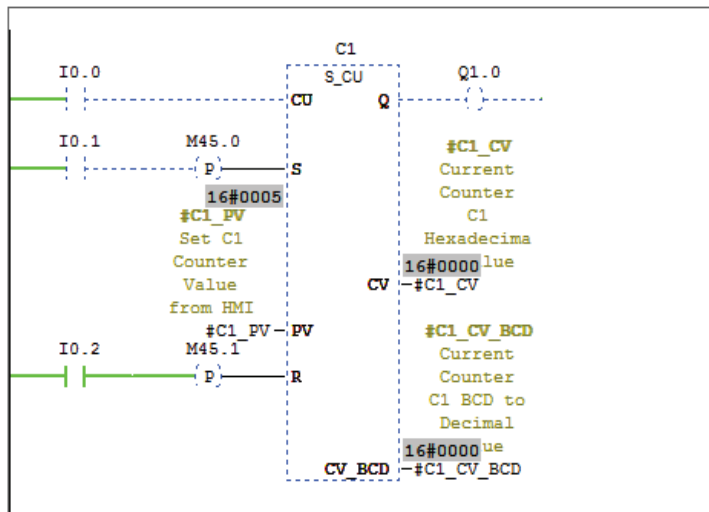 C1
I0.0
S_CU
Q1.0
CU
Q
I0.1
M45.0
P
S
16#0005
#C1_PV
Set C1
Counter
Value
from HMI
#C1_PV
PV
#C1_CV
Current
Counter
C1
Hexadecima
16#0000
lue
CV
#C1_CV
I0.2
M45.1
P
R
#C1_CV_BCD
Current
Counter
C1 BCD to
Decimal
16#0000
ue
CV_BCD
#C1_CV_BCD